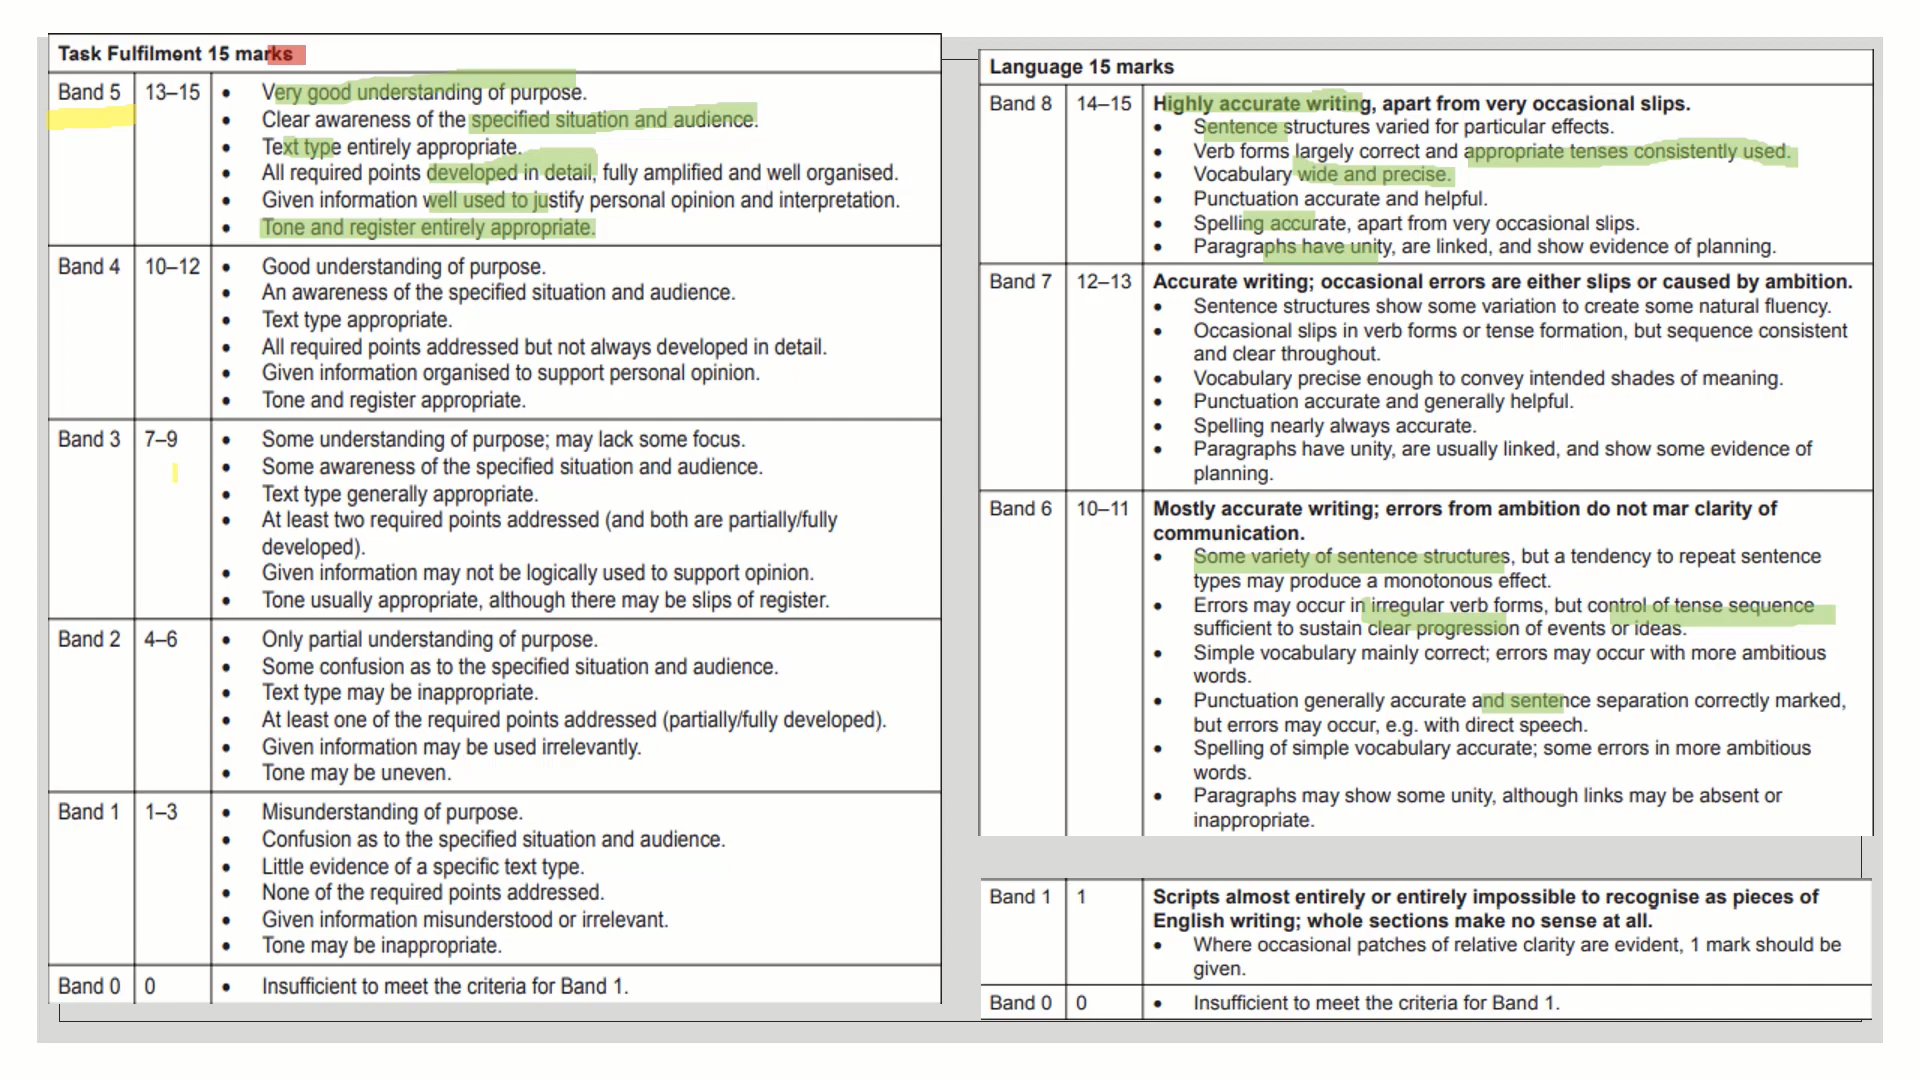 Task Fulfilment 15 marks
Band 5 13–15 • Very good understanding of purpose.
• Clear awareness of the specified situation and audience.
• Text type entirely appropriate.
• All required points developed in detail, fully amplified and well organised.
• Given information well used to justify personal opinion and interpretation.
• Tone and register entirely appropriate.
Band 4 10–12 • Good understanding of purpose.
• An awareness of the specified situation and audience.
• Text type appropriate.
• All required points addressed but not always developed in detail.
• Given information organised to support personal opinion.
• Tone and register appropriate.
Band 3 7–9 • Some understanding of purpose; may lack some focus.
• Some awareness of the specified situation and audience.
• Text type generally appropriate.
• At least two required points addressed (and both are partially/fully
developed).
• Given information may not be logically used to support opinion.
• Tone usually appropriate, although there may be slips of register.
Band 2 4–6 • Only partial understanding of purpose.
• Some confusion as to the specified situation and audience.
• Text type may be inappropriate.
• At least one of the required points addressed (partially/fully developed).
• Given information may be used irrelevantly.
• Tone may be uneven.
Band 1 1–3 • Misunderstanding of purpose.
• Confusion as to the specified situation and audience.
• Little evidence of a specific text type.
• None of the required points addressed.
• Given information misunderstood or irrelevant.
• Tone may be inappropriate.
Band 0 0 • Insufficient to meet the criteria for Band 1.
Language 15 marks
Band 8 14–15 Highly accurate writing, apart from very occasional slips.
• Sentence structures varied for particular effects.
• Verb forms largely correct and appropriate tenses consistently used.
• Vocabulary wide and precise.
• Punctuation accurate and helpful.
• Spelling accurate, apart from very occasional slips.
• Paragraphs have unity, are linked, and show evidence of planning.
Band 7 12–13 Accurate writing; occasional errors are either slips or caused by ambition.
• Sentence structures show some variation to create some natural fluency.
• Occasional slips in verb forms or tense formation, but sequence consistent
and clear throughout.
• Vocabulary precise enough to convey intended shades of meaning.
• Punctuation accurate and generally helpful.
• Spelling nearly always accurate.
• Paragraphs have unity, are usually linked, and show some evidence of
planning.
Band 6 10–11 Mostly accurate writing; errors from ambition do not mar clarity of
communication.
• Some variety of sentence structures, but a tendency to repeat sentence
types may produce a monotonous effect.
• Errors may occur in irregular verb forms, but control of tense sequence
sufficient to sustain clear progression of events or ideas.
• Simple vocabulary mainly correct; errors may occur with more ambitious
words.
• Punctuation generally accurate and sentence separation correctly marked,
but errors may occur, e.g. with direct speech.
• Spelling of simple vocabulary accurate; some errors in more ambitious
words.
• Paragraphs may show some unity, although links may be absent or
inappropriate.
Band 1 1 Scripts almost entirely or entirely impossible to recognise as pieces of
English writing; whole sections make no sense at all.
• Where occasional patches of relative clarity are evident, 1 mark should be
given.
Band 0 0 • Insufficient to meet the criteria for Band 1.